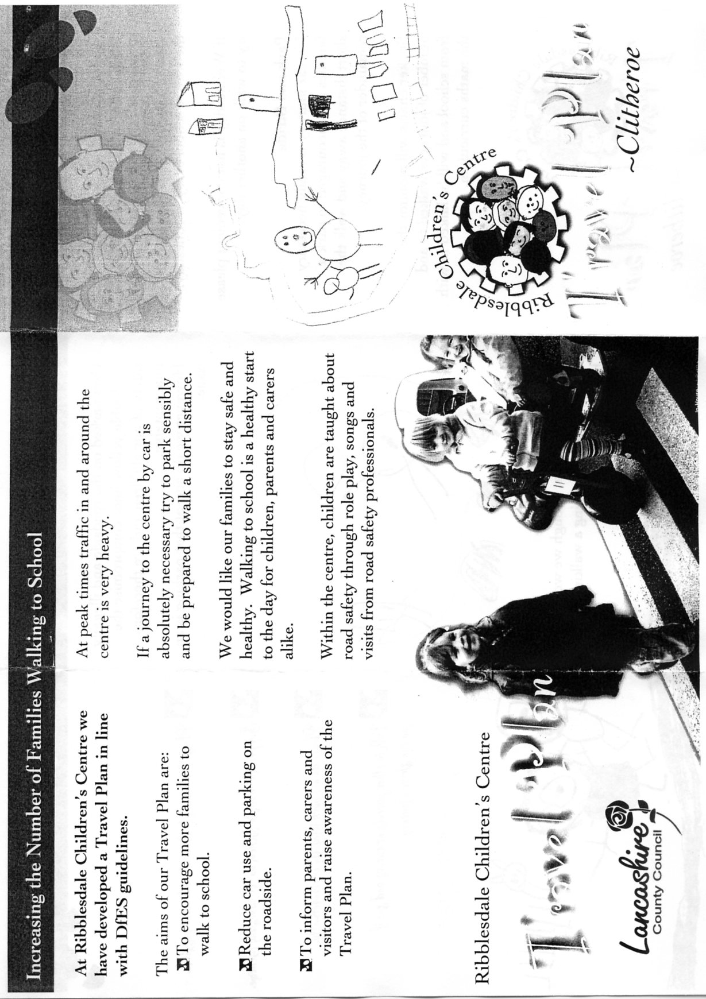 Increasing the Number of Families Walking to School
At Ribblesdale Children's Centre we
have developed a Travel Plan in line
with DfES guidelines.
The aims of our Travel Plan are:
To encourage more families to
walk to school.
Reduce car use and parking on
the roadside.
To inform parents, carers and
visitors and raise awareness of the
Travel Plan.
Ribblesdale Children's Centre
Travel Plan
Lancashire
County Council
At peak times traffic in and around the
centre is very heavy.
If a journey to the centre by car is
absolutely necessary try to park sensibly
and be prepared to walk a short distance.
We would like our families to stay safe and
healthy. Walking to school is a healthy start
to the day for children, parents and carers
alike.
Within the centre, children are taught about
road safety through role play, songs and
visits from road safety professionals.
Ribblesdale Children's Centre
Travel Plan
~Clitheroe